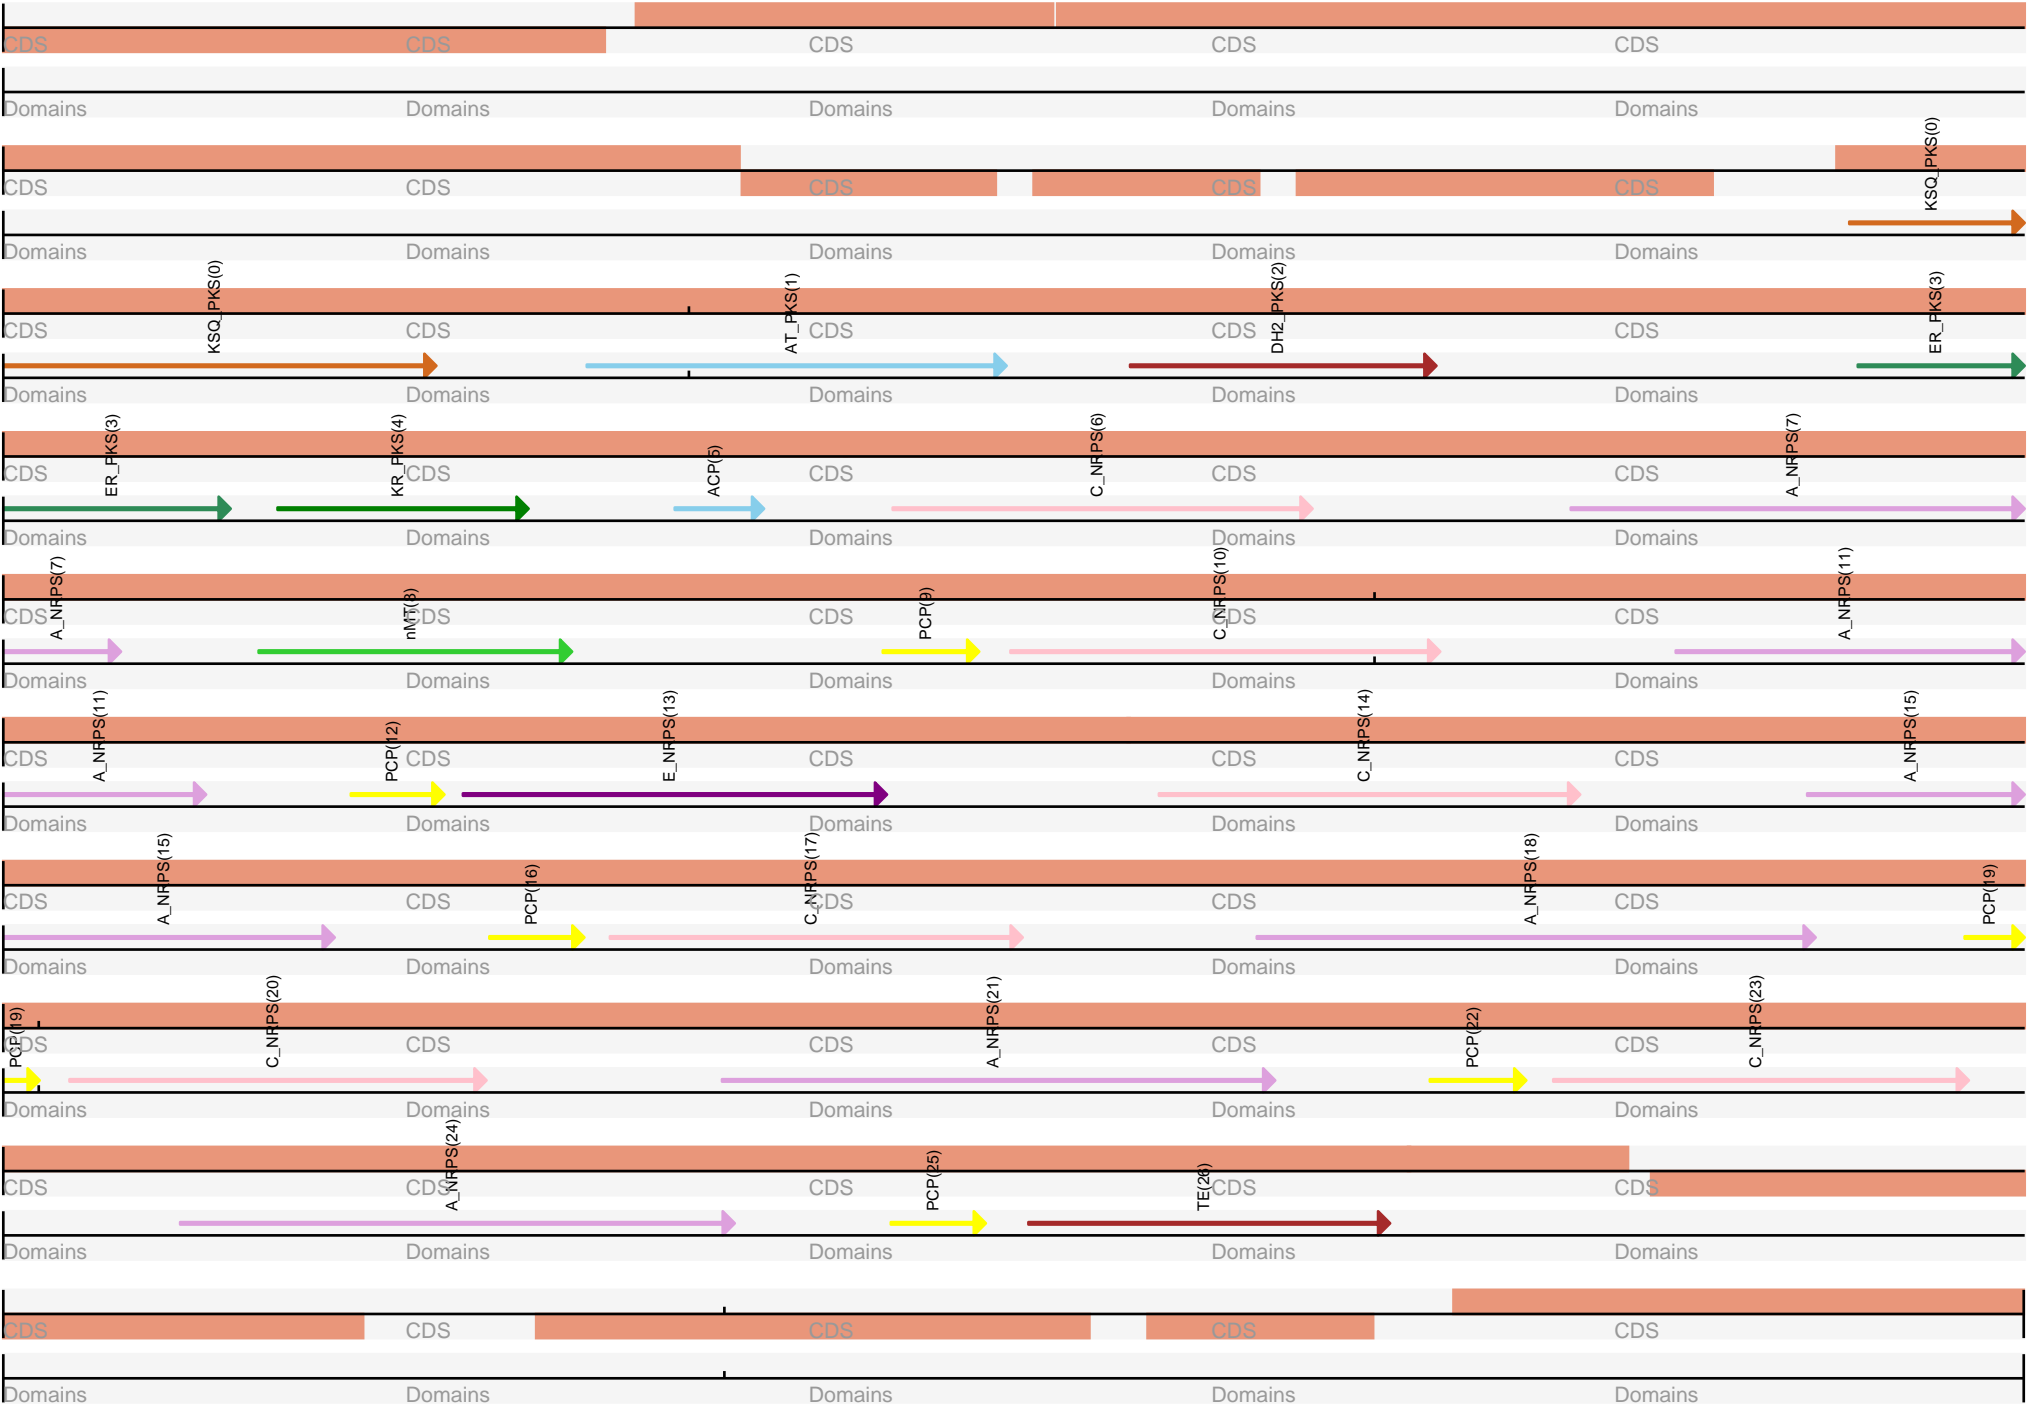 CDS CDS CDS CDS CDS
Domains Domains Domains Domains Domains
KSQ_PKS(0)
CDS CDS CDS CDS CDS
Domains Domains Domains Domains Domains
KSQ_PKS(0) AT_PKS(1) DH2_PKS(2) ER_PKS(3)
CDS CDS CDS CDS CDS
Domains Domains Domains Domains Domains
ER_PKS(3) KR_PKS(4) ACP(5) C_NRPS(6) A_NRPS(7)
CDS CDS CDS CDS CDS
Domains Domains Domains Domains Domains
A_NRPS(7) nMT(8) PCP(9) C_NRPS(10) A_NRPS(11)
CDS CDS CDS CDS CDS
Domains Domains Domains Domains Domains
A_NRPS(11) PCP(12) E_NRPS(13) C_NRPS(14) A_NRPS(15)
CDS CDS CDS CDS CDS
Domains Domains Domains Domains Domains
A_NRPS(15) PCP(16) C_NRPS(17) A_NRPS(18) PCP(19)
CDS CDS CDS CDS CDS
Domains Domains Domains Domains Domains
PCP(19) C_NRPS(20) A_NRPS(21) PCP(22) C_NRPS(23)
CDS CDS CDS CDS CDS
Domains Domains Domains Domains Domains
A_NRPS(24) PCP(25) TE(26)
CDS CDS CDS CDS CDS
Domains Domains Domains Domains Domains
CDS CDS CDS CDS CDS
Domains Domains Domains Domains Domains